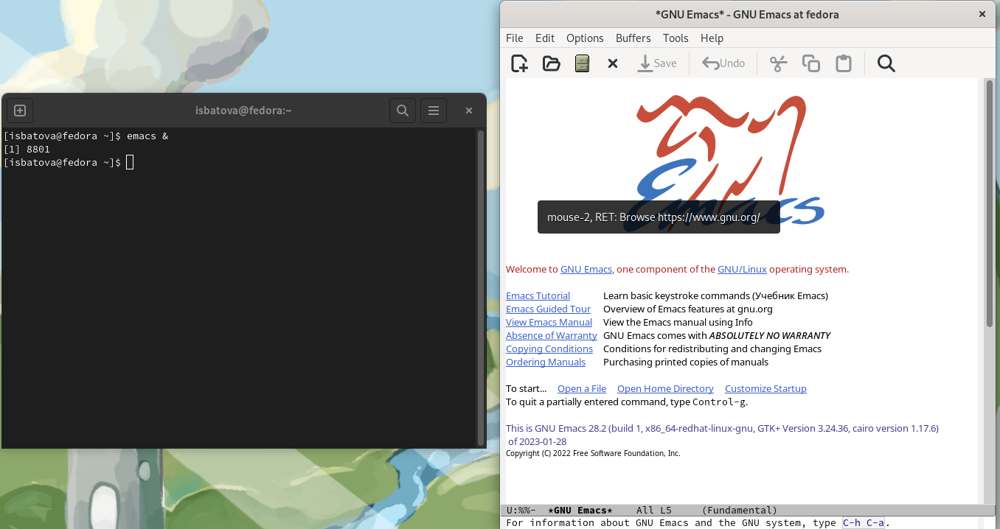 isbatova@fedora:~
[isbatova@fedora ~]$ emacs &
[1] 8801
[isbatova@fedora ~]$
*GNU Emacs* - GNU Emacs at fedora
File Edit Options Buffers Tools Help
Save Undo
Emacs
mouse-2, RET: Browse https://www.gnu.org/
Welcome to GNU Emacs, one component of the GNU/Linux operating system.
Emacs Tutorial Learn basic keystroke commands (Учебник Emacs)
Emacs Guided Tour Overview of Emacs features at gnu.org
View Emacs Manual View the Emacs manual using Info
Absence of Warranty GNU Emacs comes with ABSOLUTELY NO WARRANTY
Copying Conditions Conditions for redistributing and changing Emacs
Ordering Manuals Purchasing printed copies of manuals
To start... Open a File Open Home Directory Customize Startup
To quit a partially entered command, type Control-g.
This is GNU Emacs 28.2 (build 1, x86_64-redhat-linux-gnu, GTK+ Version 3.24.36, cairo version 1.17.6)
of 2023-01-28
Copyright (C) 2022 Free Software Foundation, Inc.
U:%%- *GNU Emacs* All L5 (Fundamental)
For information about GNU Emacs and the GNU system, type C-h C-a.